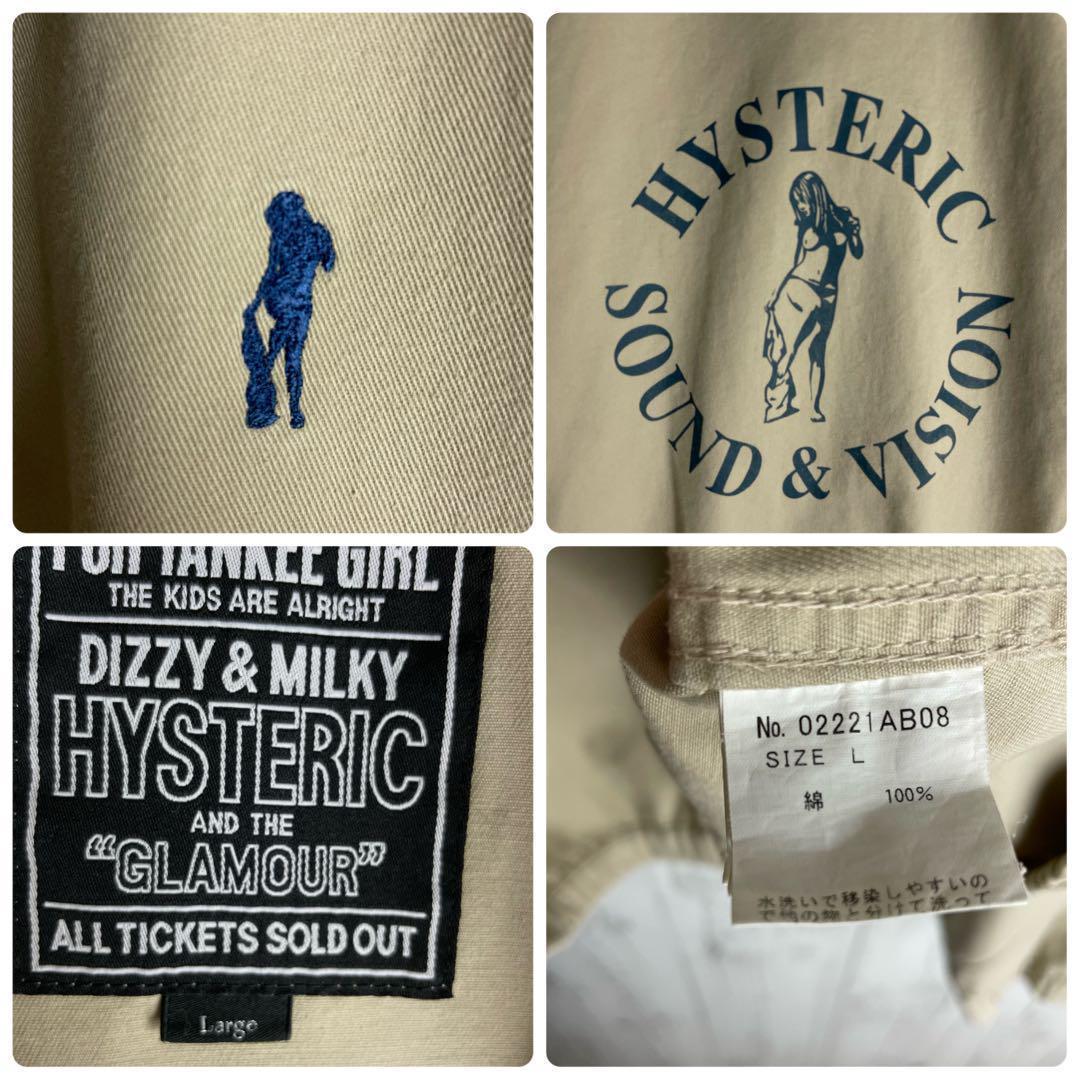 HYSTERIC
SOUND & VISION
FOR YANKEE GIRL
THE KIDS ARE ALRIGHT
DIZZY & MILKY
HYSTERIC
AND THE
“GLAMOUR”
ALL TICKETS SOLD OUT
Large
No. 02221AB08
SIZE L
綿 100%
水洗いで移染しやすいの
で他の物と分けて洗って